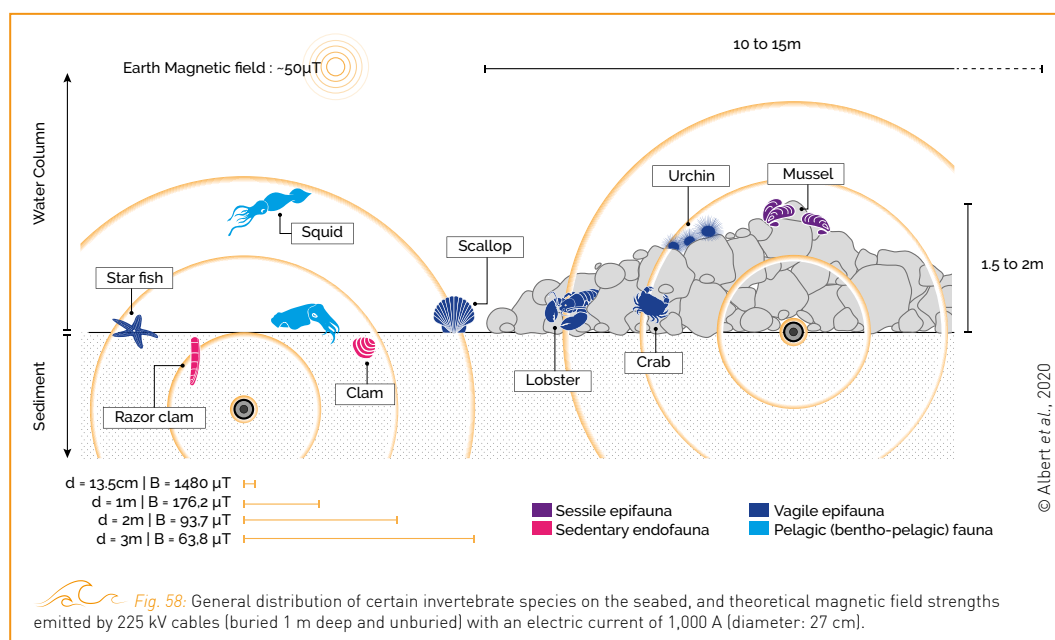 Earth Magnetic field : ~50µT
10 to 15m
Water Column
Urchin
Mussel
Squid
Scallop
1.5 to 2m
Star fish
Lobster
Crab
Clam
Razor clam
Sediment
d = 13.5cm | B = 1480 µT
d = 1m | B = 176,2 µT
d = 2m | B = 93,7 µT
d = 3m | B = 63,8 µT
Sessile epifauna
Sedentary endofauna
Vagile epifauna
Pelagic (bentho-pelagic) fauna
© Albert et al., 2020
Fig. 58: General distribution of certain invertebrate species on the seabed, and theoretical magnetic field strengths
emitted by 225 kV cables (buried 1 m deep and unburied) with an electric current of 1,000 A (diameter: 27 cm).